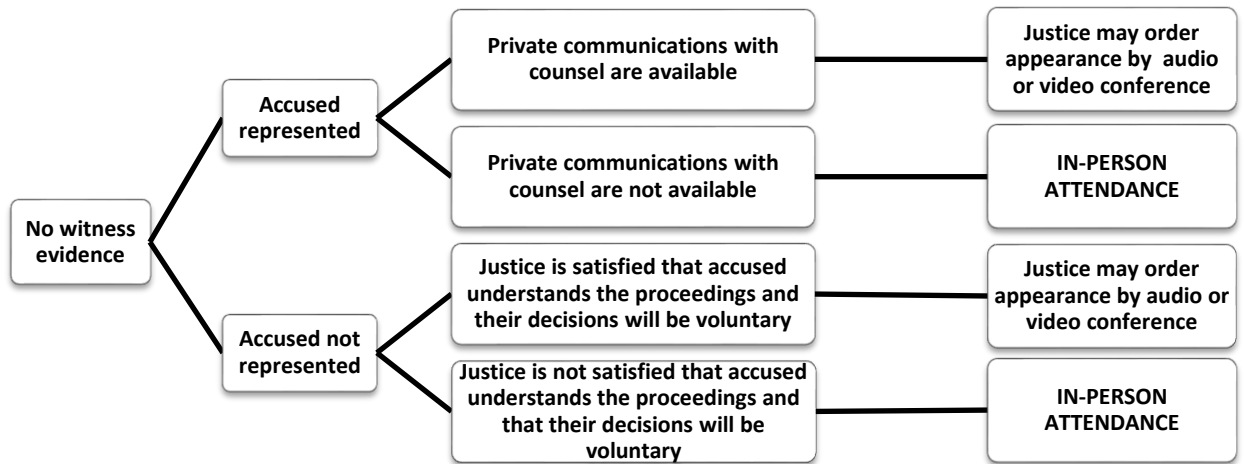 No witness
evidence
Accused
represented
Private communications with
counsel are available
Justice may order
appearance by audio
or video conference
Private communications with
counsel are not available
IN-PERSON
ATTENDANCE
Accused not
represented
Justice is satisfied that accused
understands the proceedings and
their decisions will be voluntary
Justice may order
appearance by audio or
video conference
Justice is not satisfied that accused
understands the proceedings and
that their decisions will be
voluntary
IN-PERSON
ATTENDANCE